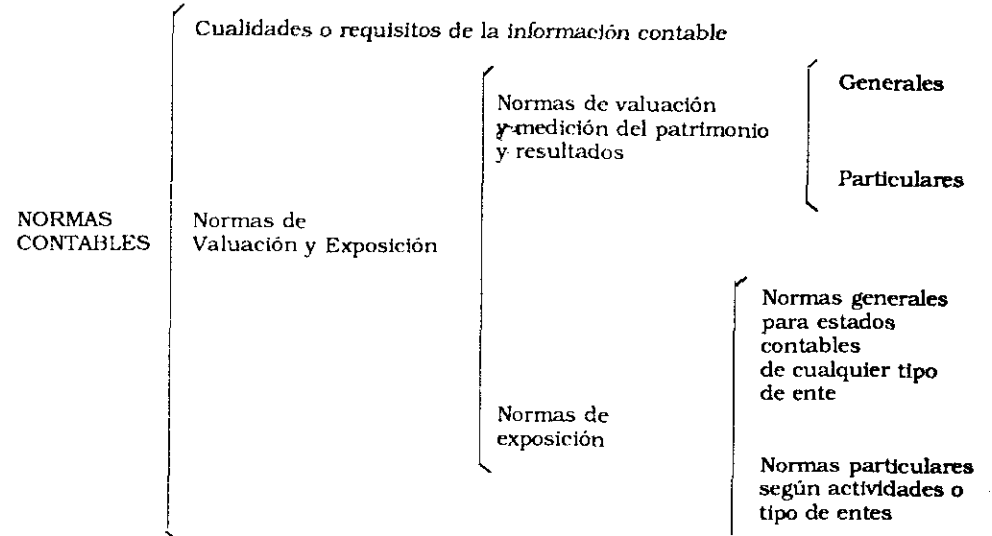 Cualidades o requisitos de la información contable
NORMAS
CONTABLES
Normas de
Valuación y Exposición
Normas de valuación
y medición del patrimonio
y resultados
Generales
Particulares
Normas de
exposición
Normas generales
para estados
contables
de cualquier tipo
de ente
Normas particulares
según actividades o
tipo de entes